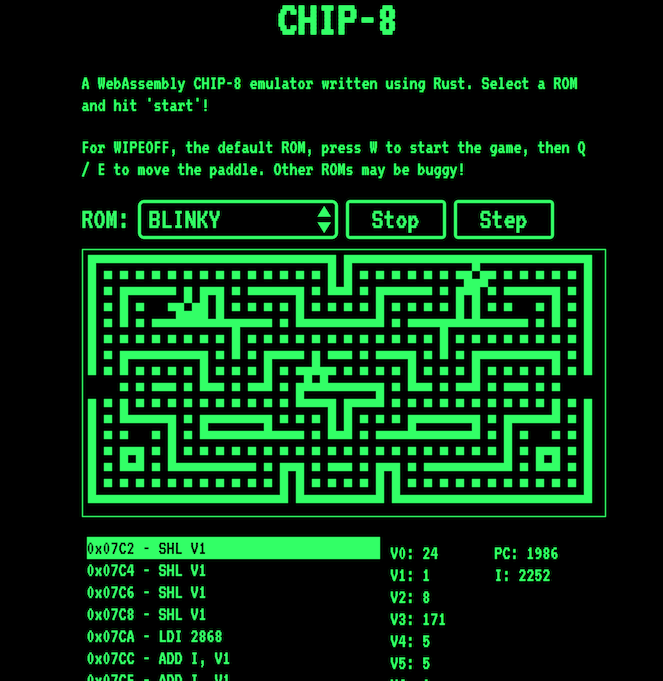 CHIP-8
A WebAssembly CHIP-8 emulator written using Rust. Select a ROM
and hit 'start'!
For WIPEOFF, the default ROM, press W to start the game, then Q
/ E to move the paddle. Other ROMs may be buggy!
ROM: BLINKY Stop Step
0x07C2 - SHL V1 V0: 24 PC: 1986
0x07C4 - SHL V1 V1: 1 I: 2252
0x07C6 - SHL V1 V2: 8
0x07C8 - SHL V1 V3: 171
0x07CA - LDI 2868 V4: 5
0x07CC - ADD I, V1 V5: 5